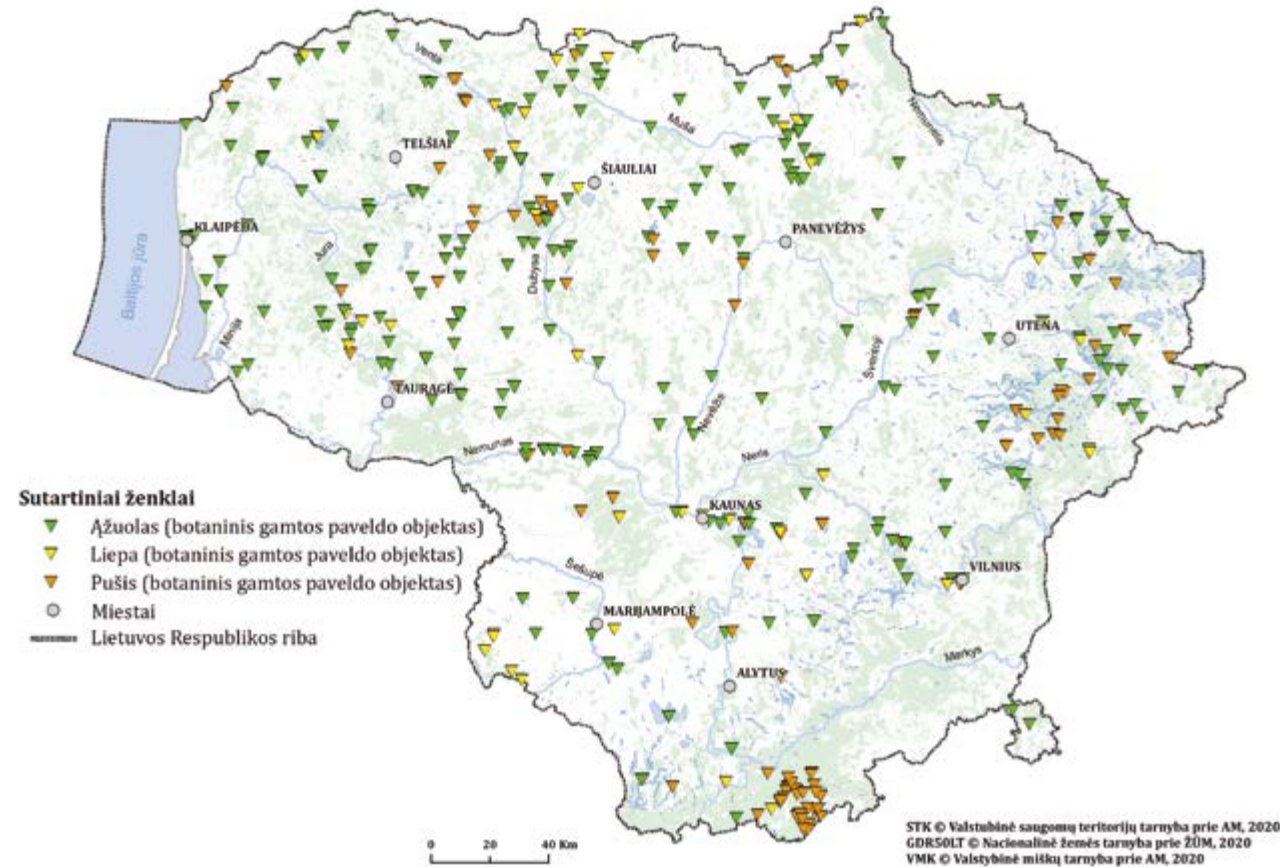 Venta
Mūša
Nemunėlis
TELŠIAI
ŠIAULIAI
KLAIPĖDA
PANEVĖŽYS
Baltijos jūra
Jūra
Dubysa
Minija
UTENA
Šventoji
TAURAGĖ
Nevėžis
Nemunas
Neris
KAUNAS
Sutartiniai ženklai
Ąžuolas (botaninis gamtos paveldo objektas)
Liepa (botaninis gamtos paveldo objektas)
Pušis (botaninis gamtos paveldo objektas)
Miestai
Lietuvos Respublikos riba
Šešupė
VILNIUS
MARIJAMPOLĖ
Merkys
ALYTUS
0 20 40 Km
STK © Valstubinė saugomų teritorijų tarnyba prie AM, 2020
GDR50LT © Nacionalinė žemės tarnyba prie ŽŪM, 2020
VMK © Valstybinė miškų tarnyba prie AM, 2020